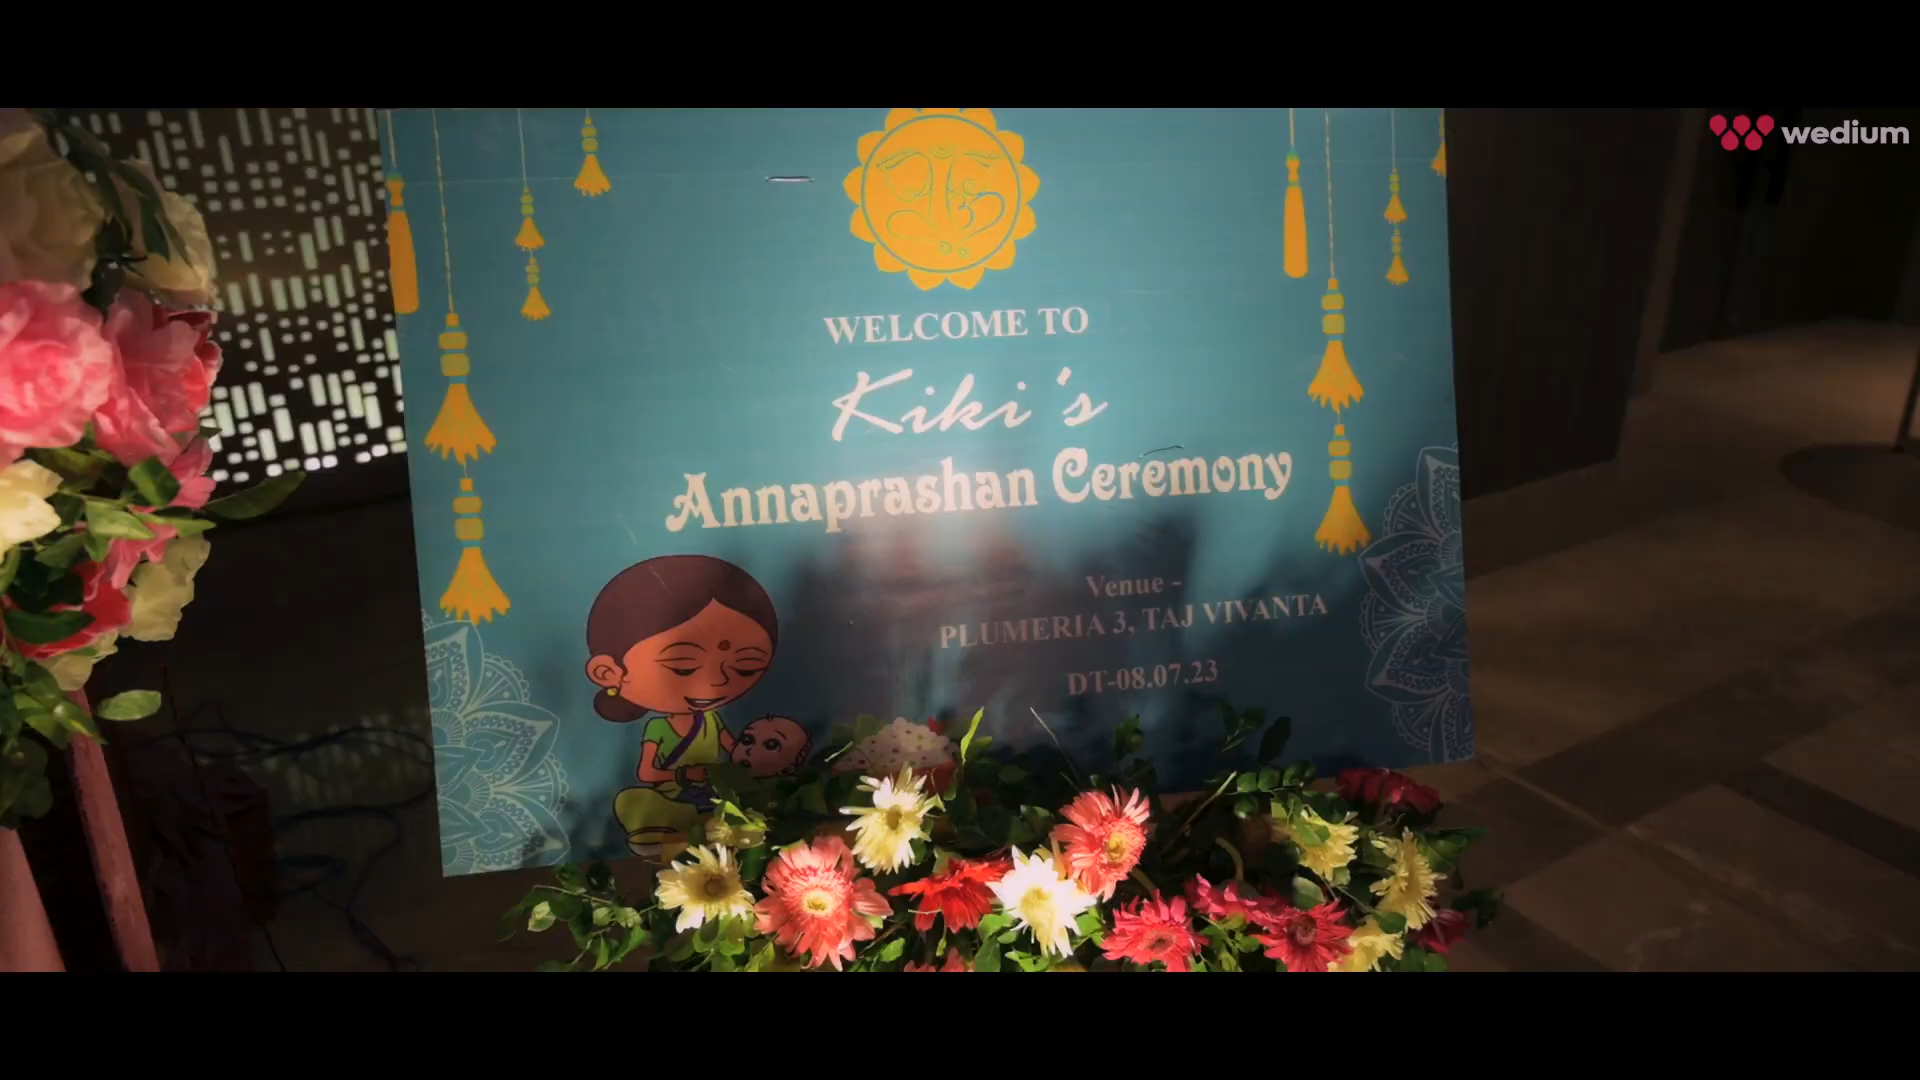 wedium
WELCOME TO
Kiki's
Annaprashan Ceremony
Venue -
PLUMERIA 3, TAJ VIVANTA
DT-08.07.23